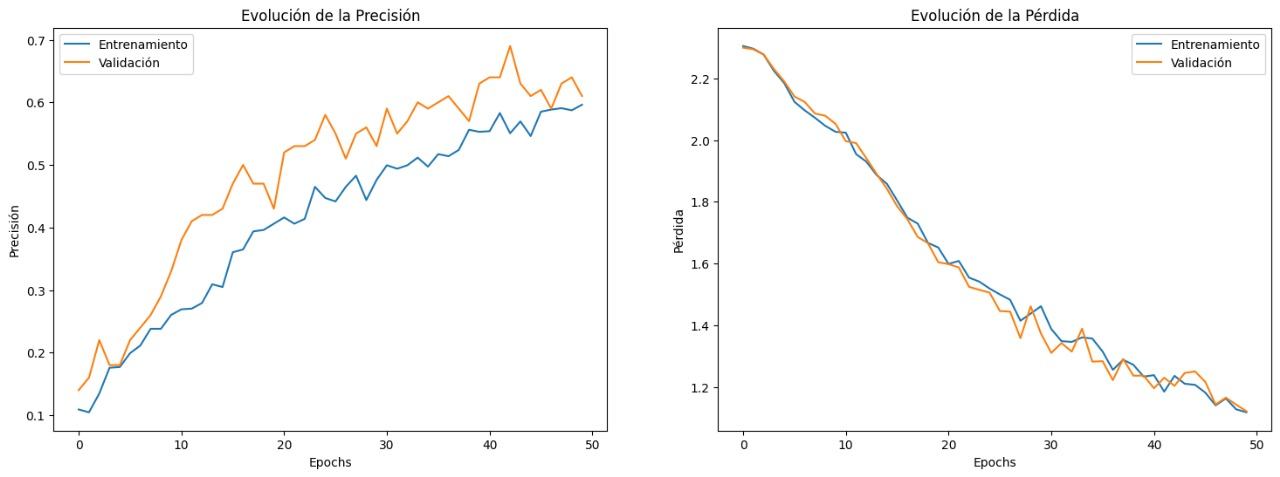 Evolución de la Precisión
Entrenamiento
Validación
0.7
0.6
0.5
0.4
0.3
0.2
0.1
Precisión
0
10
20
30
40
50
Epochs
Evolución de la Pérdida
Entrenamiento
Validación
2.2
2.0
1.8
1.6
1.4
1.2
Pérdida
0
10
20
30
40
50
Epochs